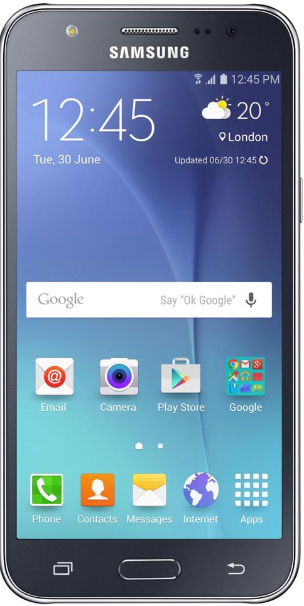 SAMSUNG
12:45 PM
12:45
20°
London
Tue, 30 June
Updated 06/30 12:45
Google
Say "Ok Google"
Email
Camera
Play Store
Google
Phone
Contacts
Messages
Internet
Apps